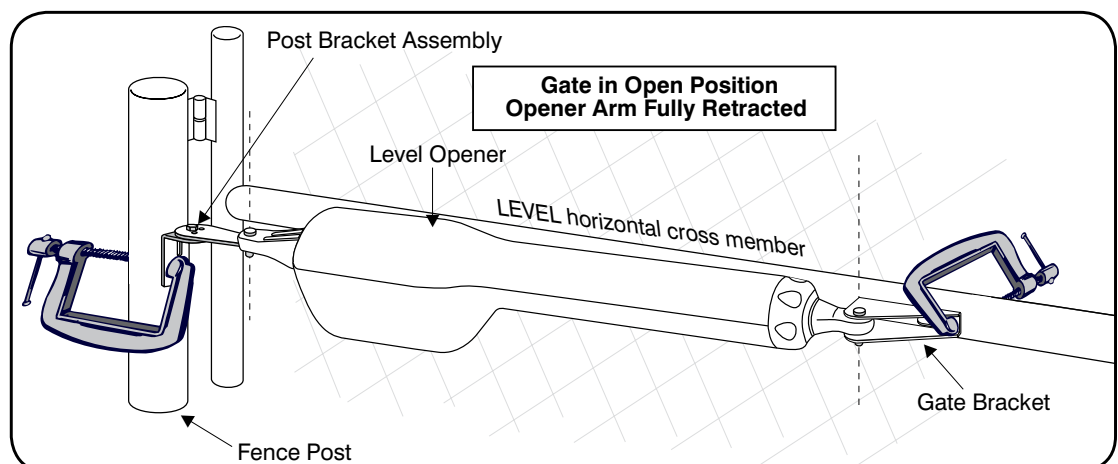 Post Bracket Assembly
Gate in Open Position
Opener Arm Fully Retracted
Level Opener
LEVEL horizontal cross member
Gate Bracket
Fence Post